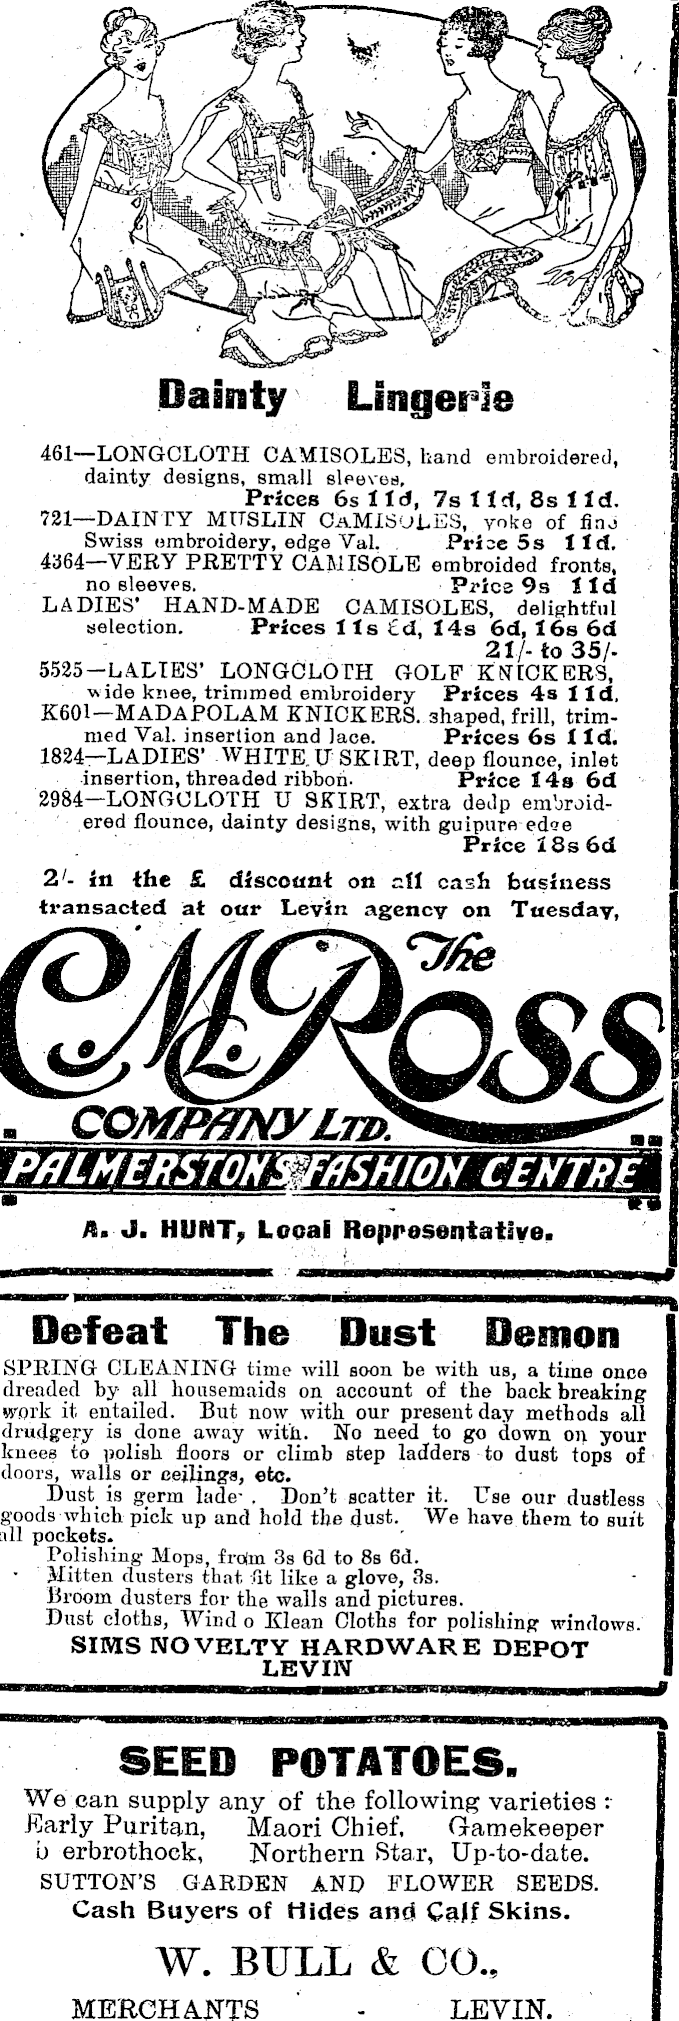 Dainty Lingerie
461—LONGCLOTH CAMISOLES, hand embroidered,
dainty designs, small sleeves.
Prices 6s 11d, 7s 11d, 8s 11d.
721—DAINTY MUSLIN CAMISOLES, yoke of fine
Swiss embroidery, edge Val. Price 5s 11d.
4364—VERY PRETTY CAMISOLE embroided fronts,
no sleeves. Price 9s 11d
LADIES' HAND-MADE CAMISOLES, delightful
selection. Prices 11s 6d, 14s 6d, 16s 6d
21/- to 35/-
5525—LADIES' LONGCLOTH GOLF KNICKERS,
wide knee, trimmed embroidery Prices 4s 11d.
K601—MADAPOLAM KNICKERS. shaped, frill, trim-
med Val. insertion and lace. Prices 6s 11d.
1824—LADIES' WHITE U SKIRT, deep flounce, inlet
insertion, threaded ribbon. Price 14s 6d
2984—LONGCLOTH U SKIRT, extra dedp embroid-
ered flounce, dainty designs, with guipure edge
Price 18s 6d
2/- in the £ discount on all cash business
transacted at our Levin agency on Tuesday,
The
C M Ross
COMPANY LTD.
PALMERSTON'S FASHION CENTRE
A. J. HUNT, Local Representative.
Defeat The Dust Demon
SPRING CLEANING time will soon be with us, a time once
dreaded by all housemaids on account of the back breaking
work it entailed. But now with our present day methods all
drudgery is done away with. No need to go down on your
knees to polish floors or climb step ladders to dust tops of
doors, walls or ceilings, etc.
Dust is germ lade . Don't scatter it. Use our dustless
goods which pick up and hold the dust. We have them to suit
all pockets.
Polishing Mops, from 3s 6d to 8s 6d.
Mitten dusters that fit like a glove, 3s.
Broom dusters for the walls and pictures.
Dust cloths, Wind o Klean Cloths for polishing windows.
SIMS NOVELTY HARDWARE DEPOT
LEVIN
SEED POTATOES.
We can supply any of the following varieties :
Early Puritan, Maori Chief, Gamekeeper
erbrothock, Northern Star, Up-to-date.
SUTTON'S GARDEN AND FLOWER SEEDS.
Cash Buyers of Hides and Calf Skins.
W. BULL & CO.,
MERCHANTS - LEVIN.